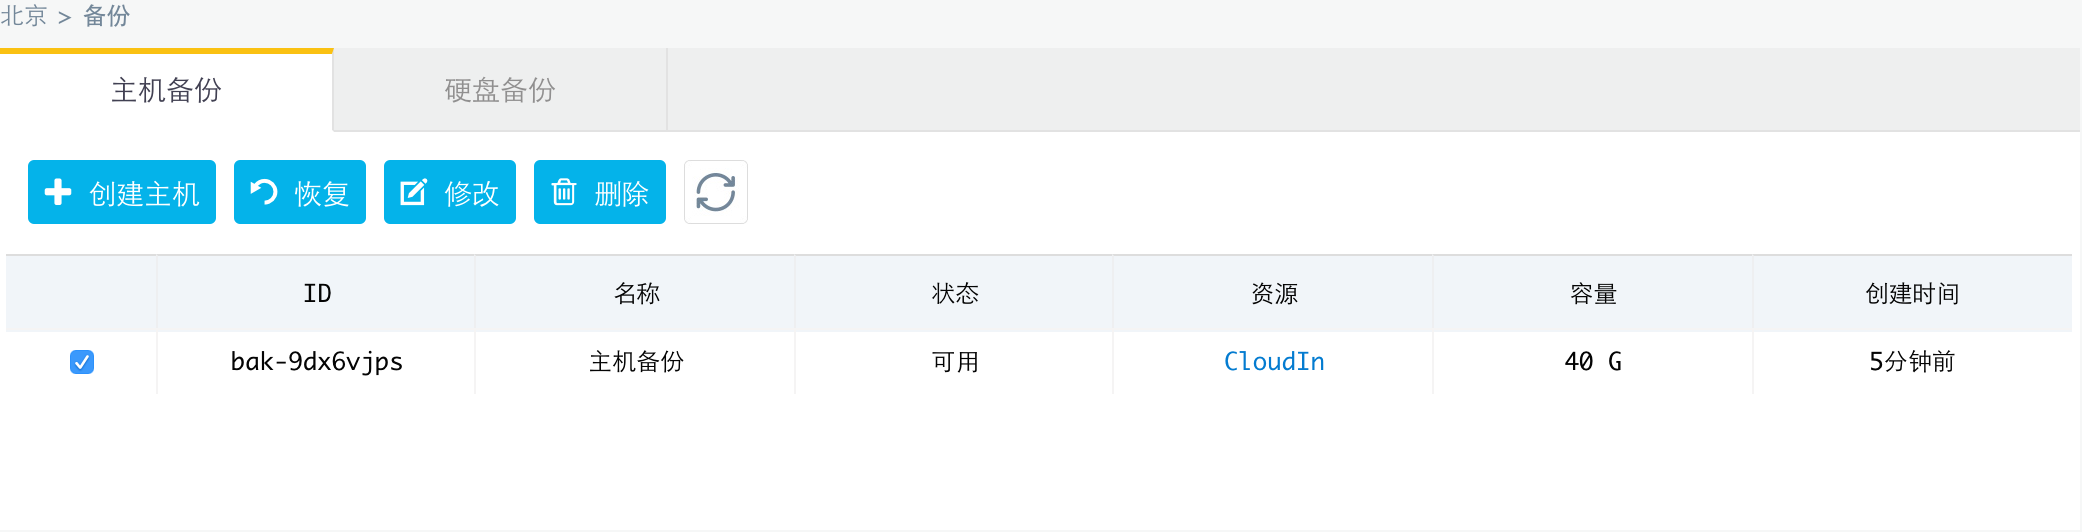 北京 > 备份
主机备份 硬盘备份
创建主机 恢复 修改 删除
ID 名称 状态 资源 容量 创建时间
bak-9dx6vjps 主机备份 可用 CloudIn 40 G 5分钟前